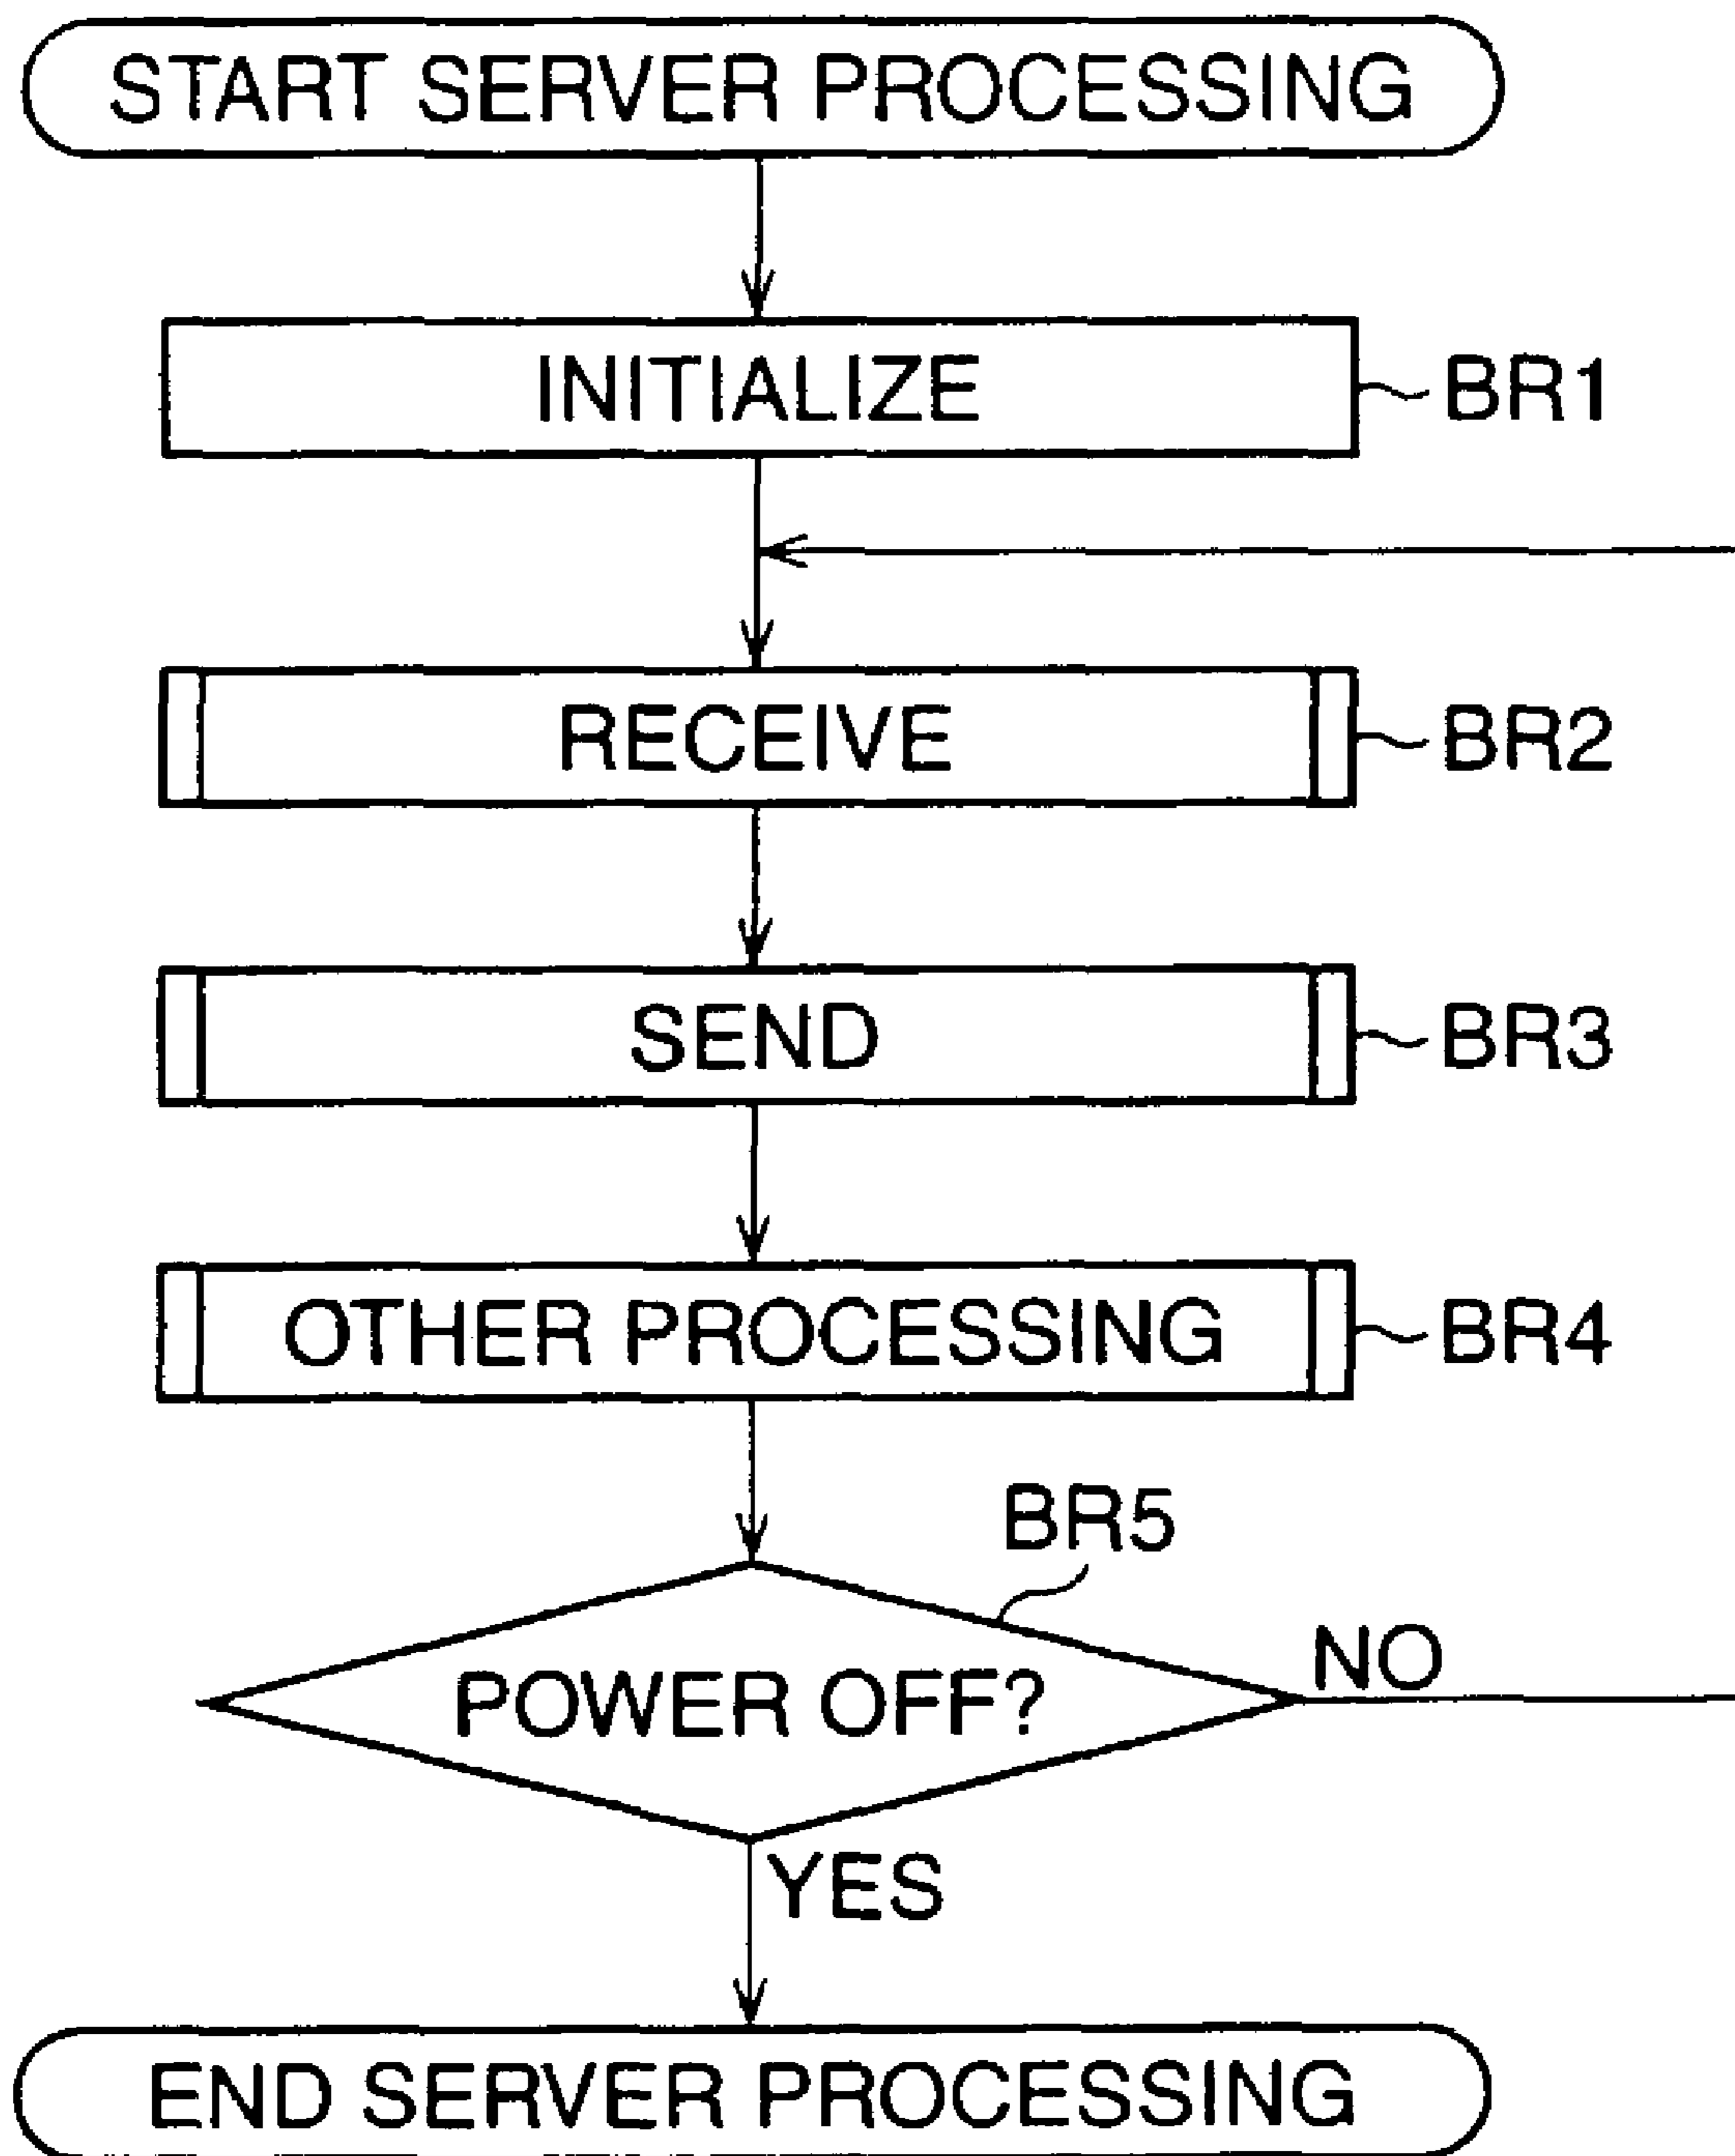 START SERVER PROCESSING
INITIALIZE
BR1
RECEIVE
BR2
SEND
BR3
OTHER PROCESSING
BR4
BR5
POWER OFF?
NO
YES
END SERVER PROCESSING